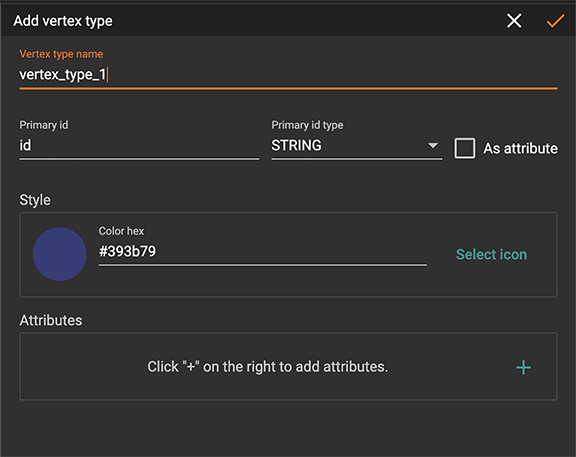 Add vertex type
Vertex type name
vertex_type_1
Primary id
Primary id type
id
STRING
As attribute
Style
Color hex
#393b79
Select icon
Attributes
Click "+" on the right to add attributes.
+